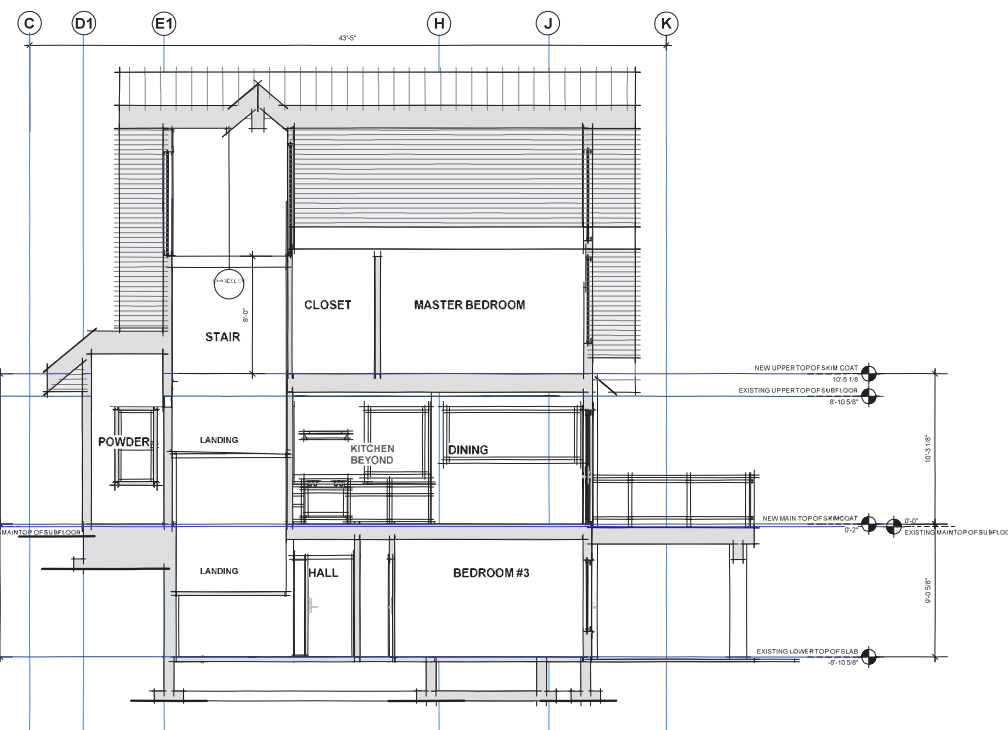 C D1 E1 H J K
43'-5"
CLOSET
MASTER BEDROOM
8'-0"
STAIR
NEW UPPER TOP OF SKIM COAT
10'-5 1/8
EXISTING UPPER TOP OF SUBFLOOR
8'-10 5/8"
POWDER
LANDING
KITCHEN
BEYOND
DINING
10'-3 1/8"
NEW MAIN TOP OF SKIMCOAT
0'-2"
0'-0"
EXISTING MAIN TOP OF SUBFLOO
MAIN TOP OF SUBFLOOR
LANDING
HALL
BEDROOM #3
9'-0 5/8"
EXISTING LOWER TOP OF SLAB
-8'-10 5/8"